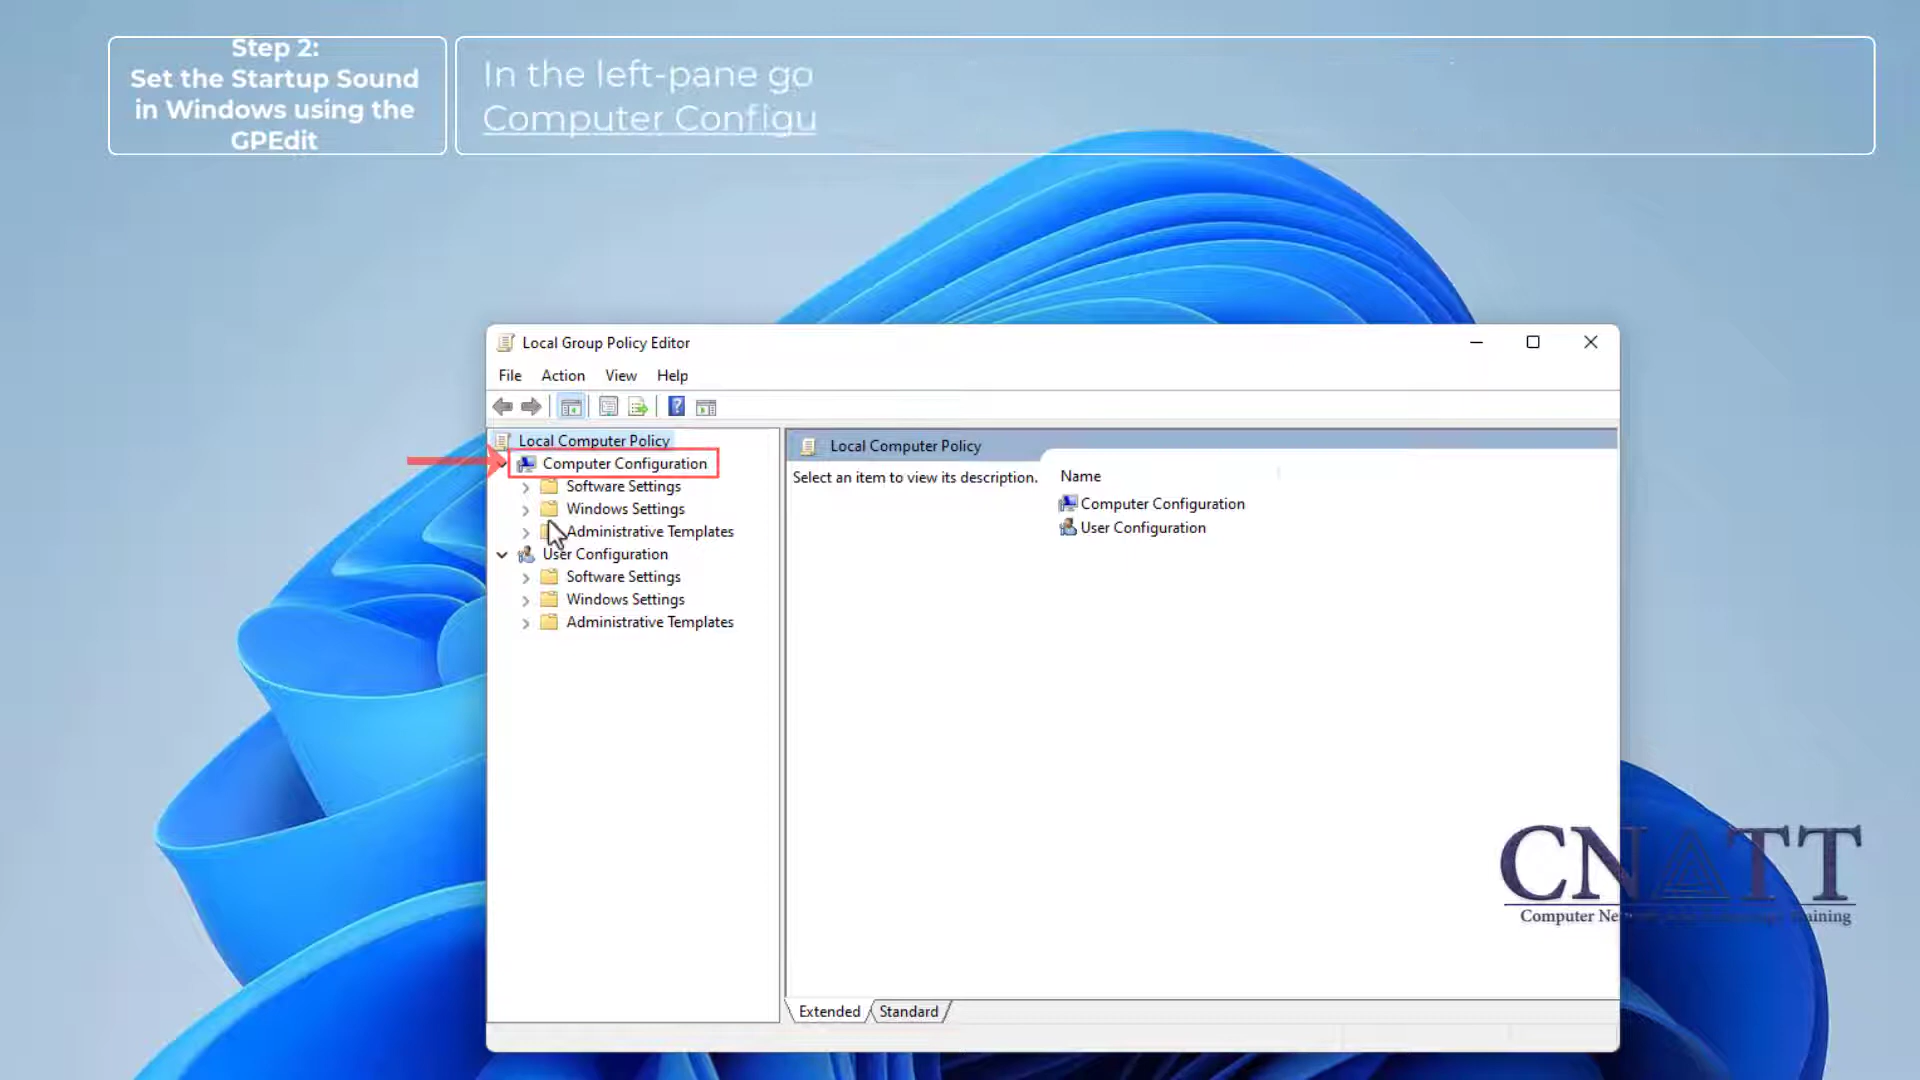 Step 2:
Set the Startup Sound
in Windows using the
GPEdit
In the left-pane go
Computer Configu
Local Group Policy Editor
File Action View Help
Local Computer Policy
Computer Configuration
Software Settings
Windows Settings
Administrative Templates
User Configuration
Software Settings
Windows Settings
Administrative Templates
Local Computer Policy
Select an item to view its description.
Name
Computer Configuration
User Configuration
Extended Standard
CNATT
Computer